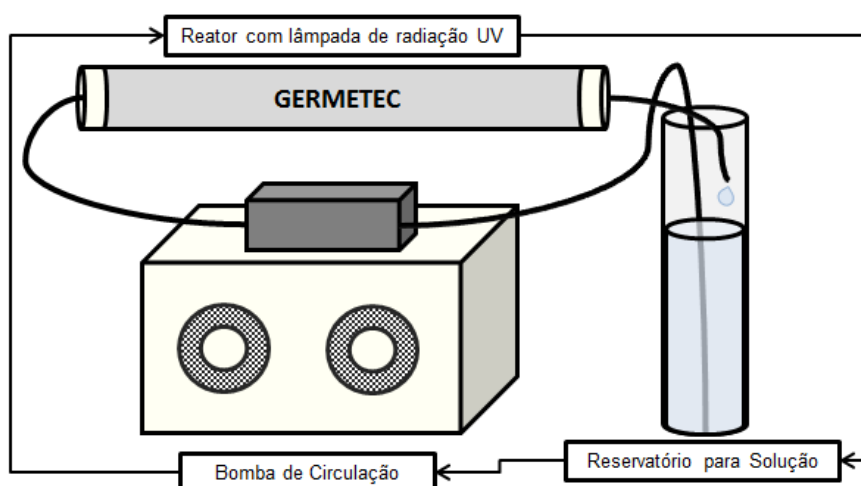 Reator com lâmpada de radiação UV
GERMETEC
Bomba de Circulação
Reservatório para Solução